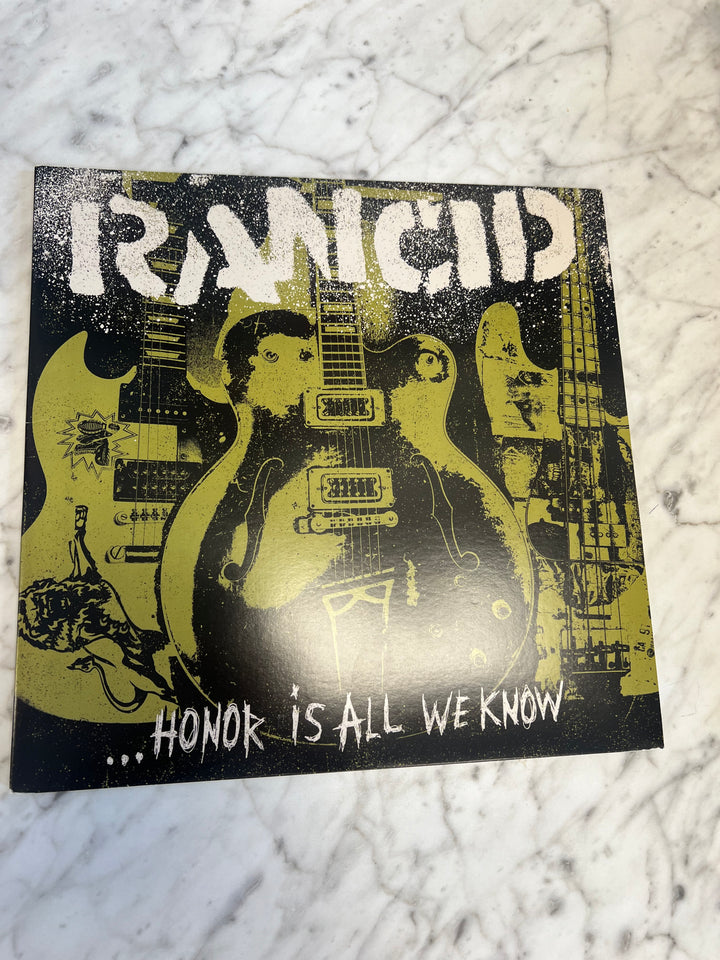 RANCID
...HONOR iS ALL WE KNOW